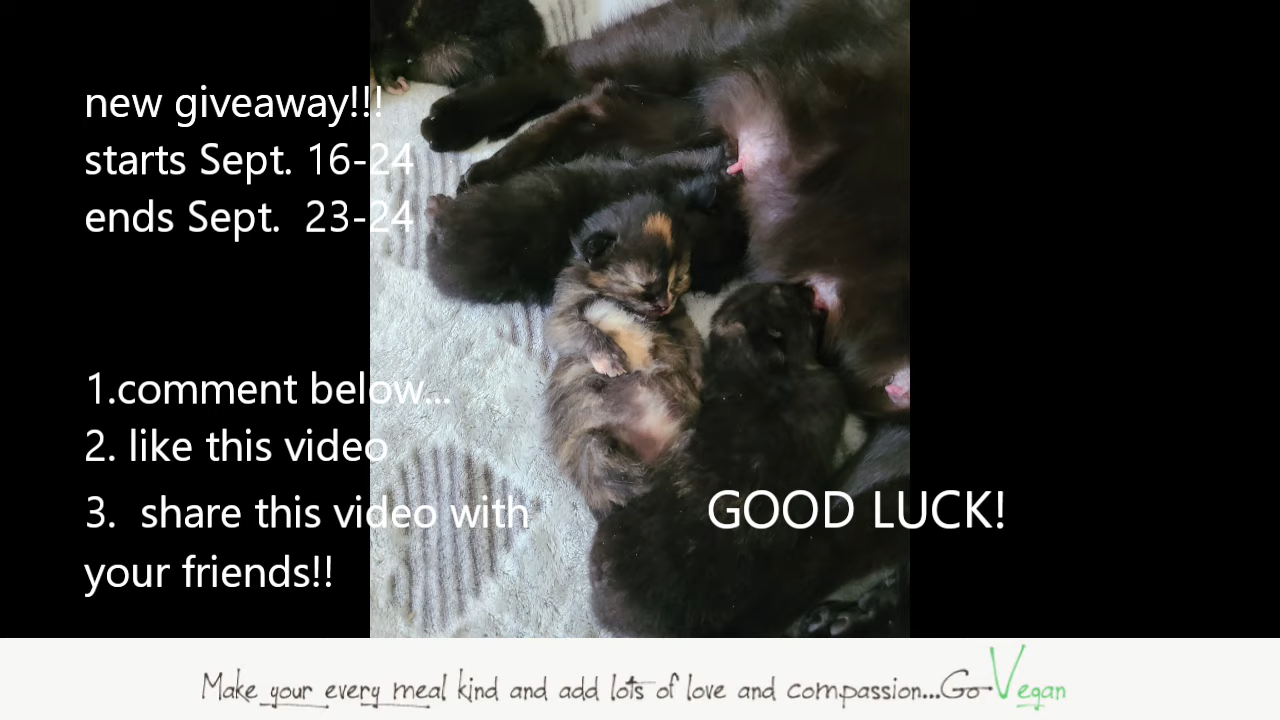 new giveaway!!!
starts Sept. 16-24
ends Sept.  23-24
1.comment below...
2. like this video
3.  share this video with
your friends!!
GOOD LUCK!
Make your every meal kind and add lots of love and compassion...Go Vegan